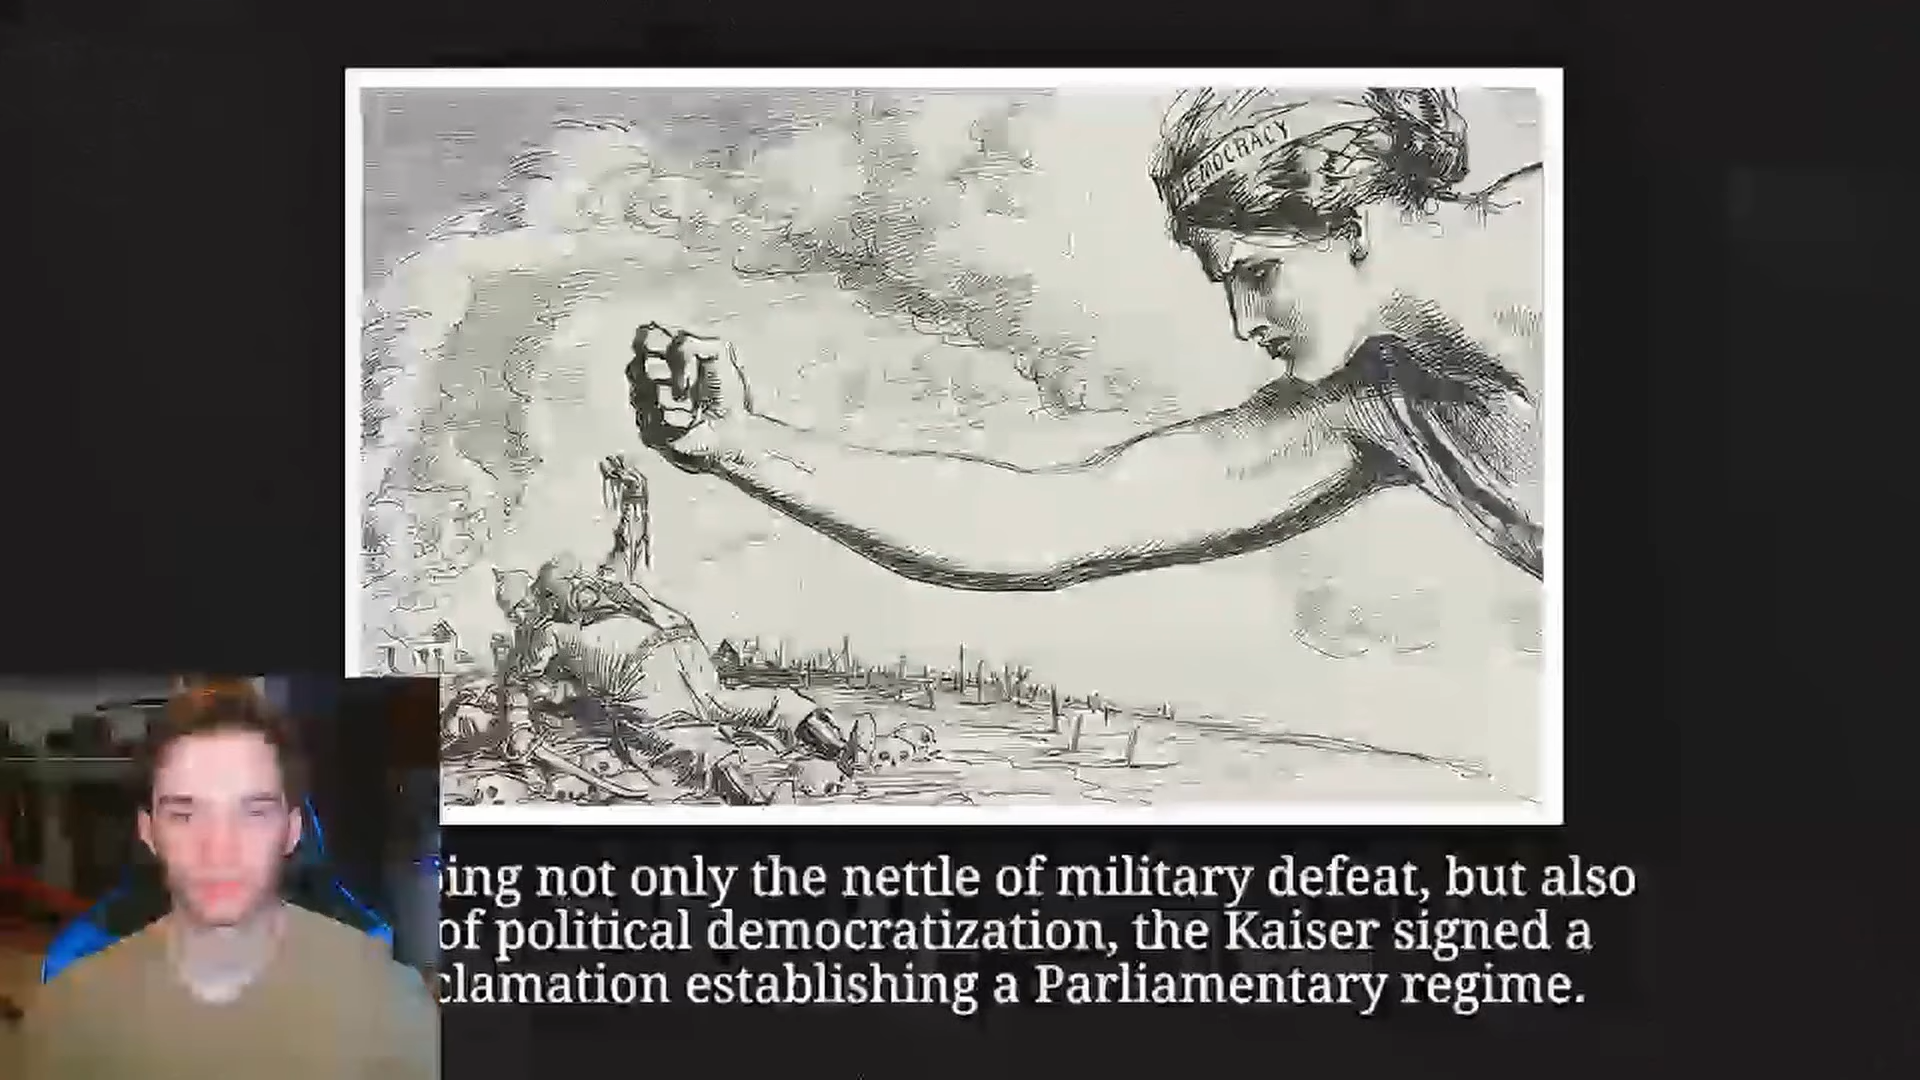 DEMOCRACY
ing not only the nettle of military defeat, but also
of political democratization, the Kaiser signed a
clamation establishing a Parliamentary regime.